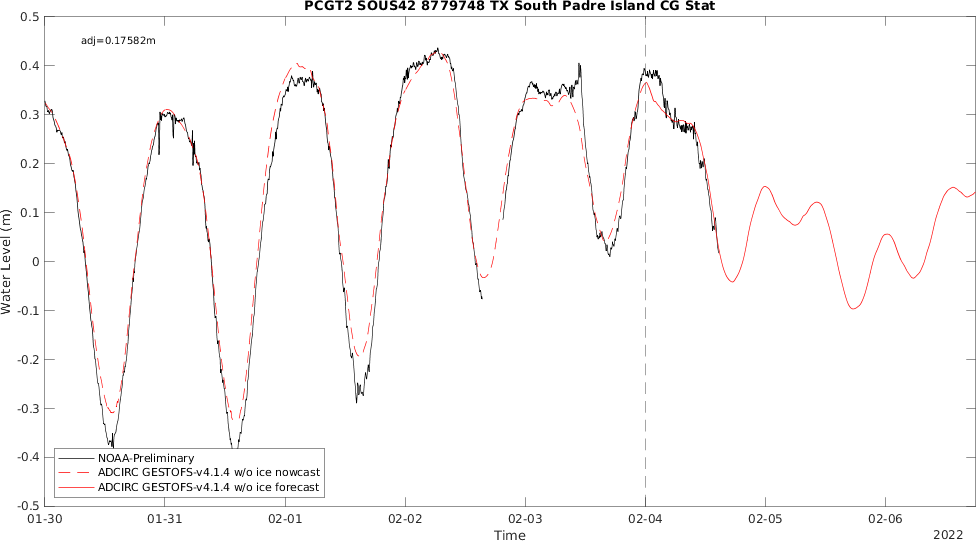 PCGT2 SOUS42 8779748 TX South Padre Island CG Stat
adj=0.17582m
Water Level (m)
0.5
0.4
0.3
0.2
0.1
0
-0.1
-0.2
-0.3
-0.4
-0.5
NOAA-Preliminary
ADCIRC GESTOFS-v4.1.4 w/o ice nowcast
ADCIRC GESTOFS-v4.1.4 w/o ice forecast
01-30 01-31 02-01 02-02 02-03 02-04 02-05 02-06
Time
2022